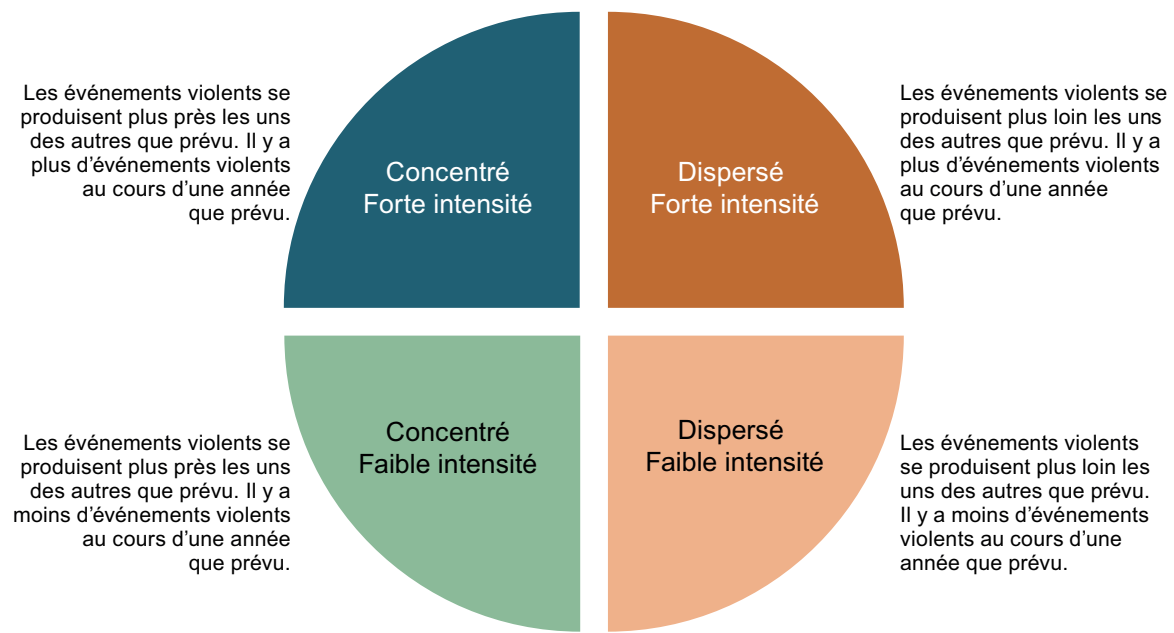 Les événements violents se
produisent plus près les uns
des autres que prévu. Il y a
plus d’événements violents
au cours d’une année
que prévu.
Concentré
Forte intensité
Dispersé
Forte intensité
Les événements violents se
produisent plus loin les uns
des autres que prévu. Il y a
plus d’événements violents
au cours d’une année
que prévu.
Les événements violents se
produisent plus près les uns
des autres que prévu. Il y a
moins d’événements violents
au cours d’une année
que prévu.
Concentré
Faible intensité
Dispersé
Faible intensité
Les événements violents
se produisent plus loin les
uns des autres que prévu.
Il y a moins d’événements
violents au cours d’une
année que prévu.